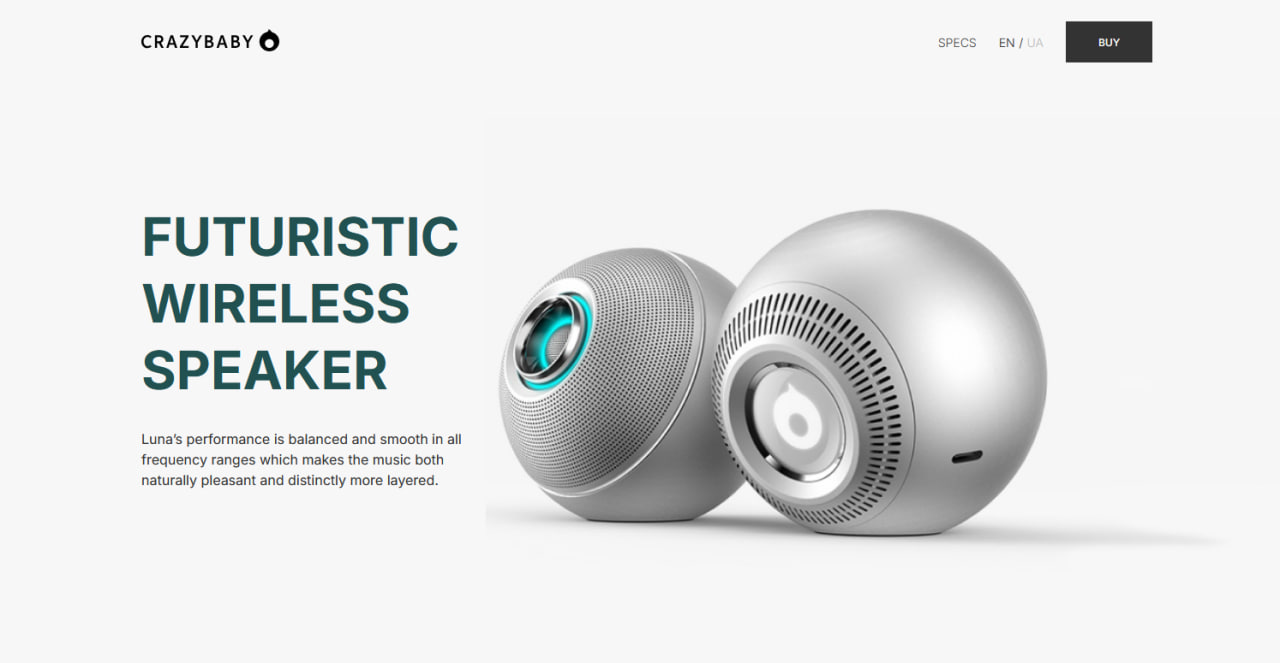 CRAZYBABY
SPECS
EN / UA
BUY
FUTURISTIC
WIRELESS
SPEAKER
Luna’s performance is balanced and smooth in all
frequency ranges which makes the music both
naturally pleasant and distinctly more layered.